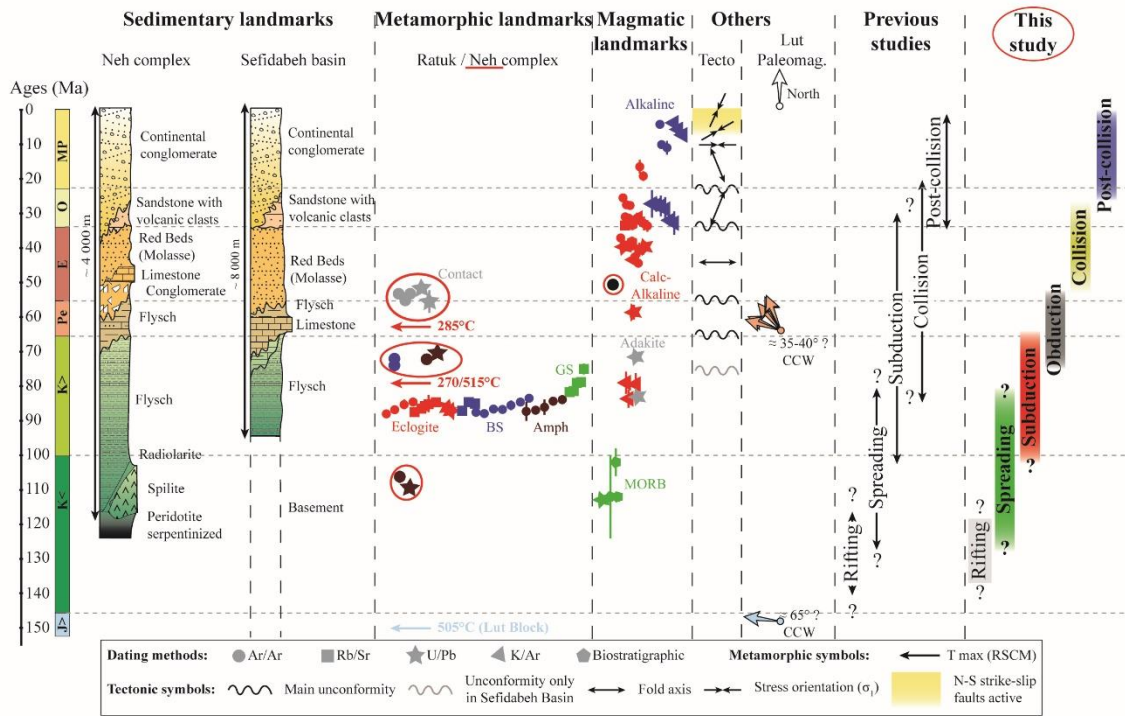 Sedimentary landmarks
Metamorphic landmarks
Magmatic
landmarks
Others
Previous
studies
This
study
Neh complex
Sefidabeh basin
Ratuk / Neh complex
Tecto
Lut
Paleomag.
North
Ages (Ma)
0
10
20
30
40
50
60
70
80
90
100
110
120
130
140
150
MP
O
E
Pe
K>
K<
J>
~ 4 000 m
Continental
conglomerate
Sandstone with
volcanic clasts
Red Beds
(Molasse)
Limestone
Conglomerate
Flysch
Flysch
Radiolarite
Spilite
Peridotite
serpentinized
~ 8 000 m
Continental
conglomerate
Sandstone with
volcanic clasts
Red Beds
(Molasse)
Flysch
Limestone
Flysch
Basement
Contact
285°C
270/515°C
GS
Eclogite
BS
Amph
505°C (Lut Block)
Alkaline
Calc-
Alkaline
Adakite
MORB
≈ 35-40° ?
CCW
≈ 65° ?
CCW
?
Rifting
?
?
Spreading
?
?
Subduction
?
Collision
Post-collision
?
Rifting
?
?
Spreading
?
Subduction
?
Obduction
Collision
Post-collision
Dating methods:
Ar/Ar
Rb/Sr
U/Pb
K/Ar
Biostratigraphic
Metamorphic symbols:
T max (RSCM)
Tectonic symbols:
Main unconformity
Unconformity only
in Sefidabeh Basin
Fold axis
Stress orientation (σ1)
N-S strike-slip
faults active